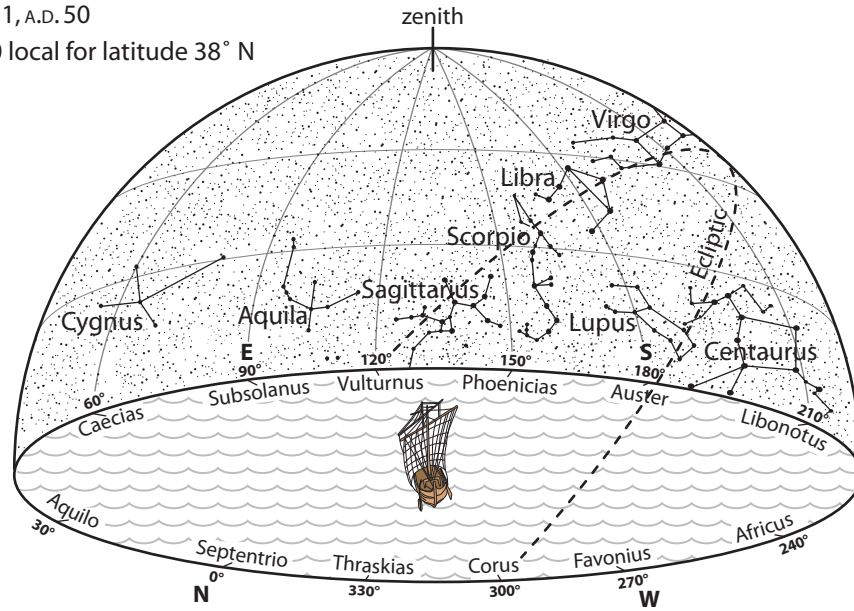 1, A.D. 50
zenith
local for latitude 38° N
Virgo
Libra
Scorpio
Ecliptic
Sagittarius
Cygnus
Aquila
Lupus
Centaurus
E
S
60°
90°
120°
150°
180°
210°
Caecias
Subsolanus
Vulturnus
Phoenicias
Auster
Libonotus
Aquilo
30°
Septentrio
Thraskias
Corus
Favonius
Africus
0°
330°
300°
270°
240°
N
W